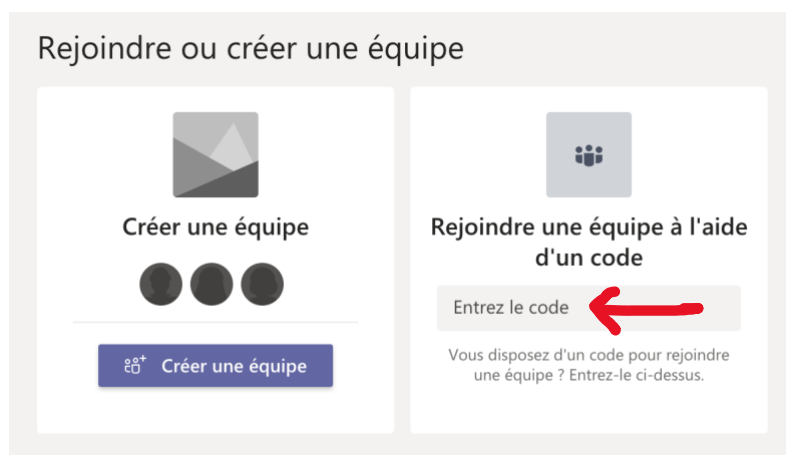 Rejoindre ou créer une équipe
Créer une équipe
Créer une équipe
Rejoindre une équipe à l'aide
d'un code
Entrez le code
Vous disposez d'un code pour rejoindre
une équipe ? Entrez-le ci-dessus.